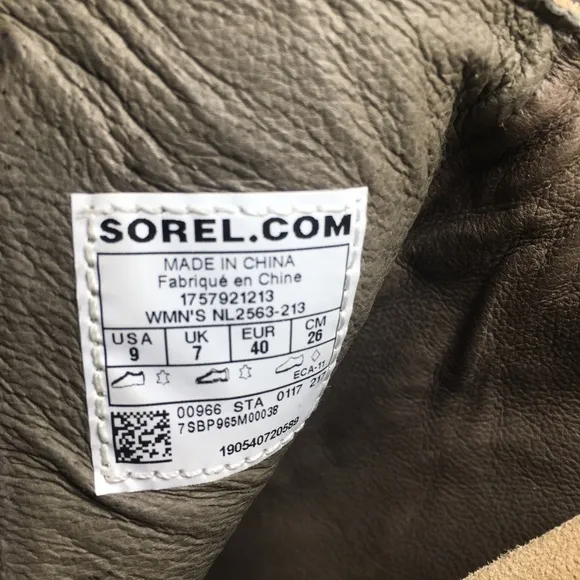 SOREL.COM
MADE IN CHINA
Fabriqué en Chine
1757921213
WMN'S NL2563-213
USA UK EUR CM
9 7 40 26
ECA-11
00966 STA 0117 217
7SBP965M00038
190540720589